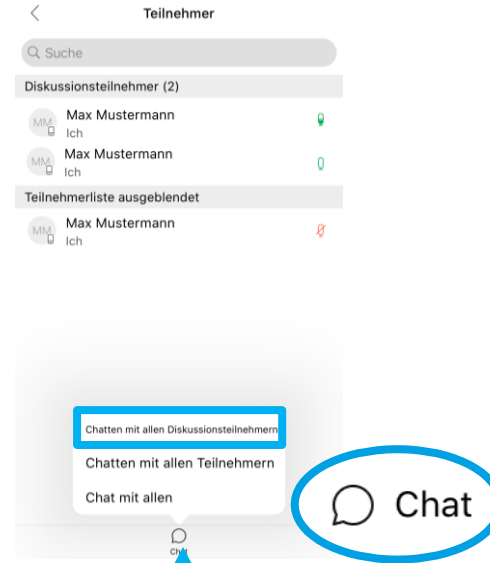 Teilnehmer
Suche
Diskussionsteilnehmer (2)
MM Max Mustermann
Ich
MM Max Mustermann
Ich
Teilnehmerliste ausgeblendet
MM Max Mustermann
Ich
Chatten mit allen Diskussionsteilnehmern
Chatten mit allen Teilnehmern
Chat mit allen
Chat
Chat